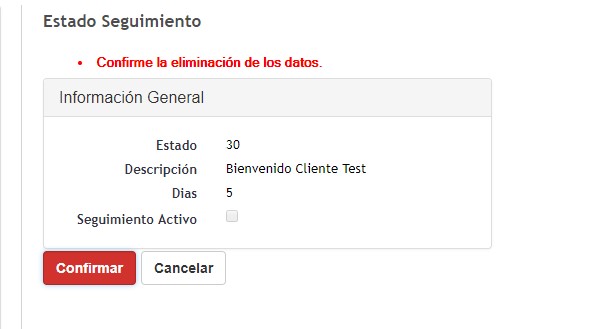 Estado Seguimiento
• Confirme la eliminación de los datos.
Información General
Estado 30
Descripción Bienvenido Cliente Test
Dias 5
Seguimiento Activo
Confirmar Cancelar